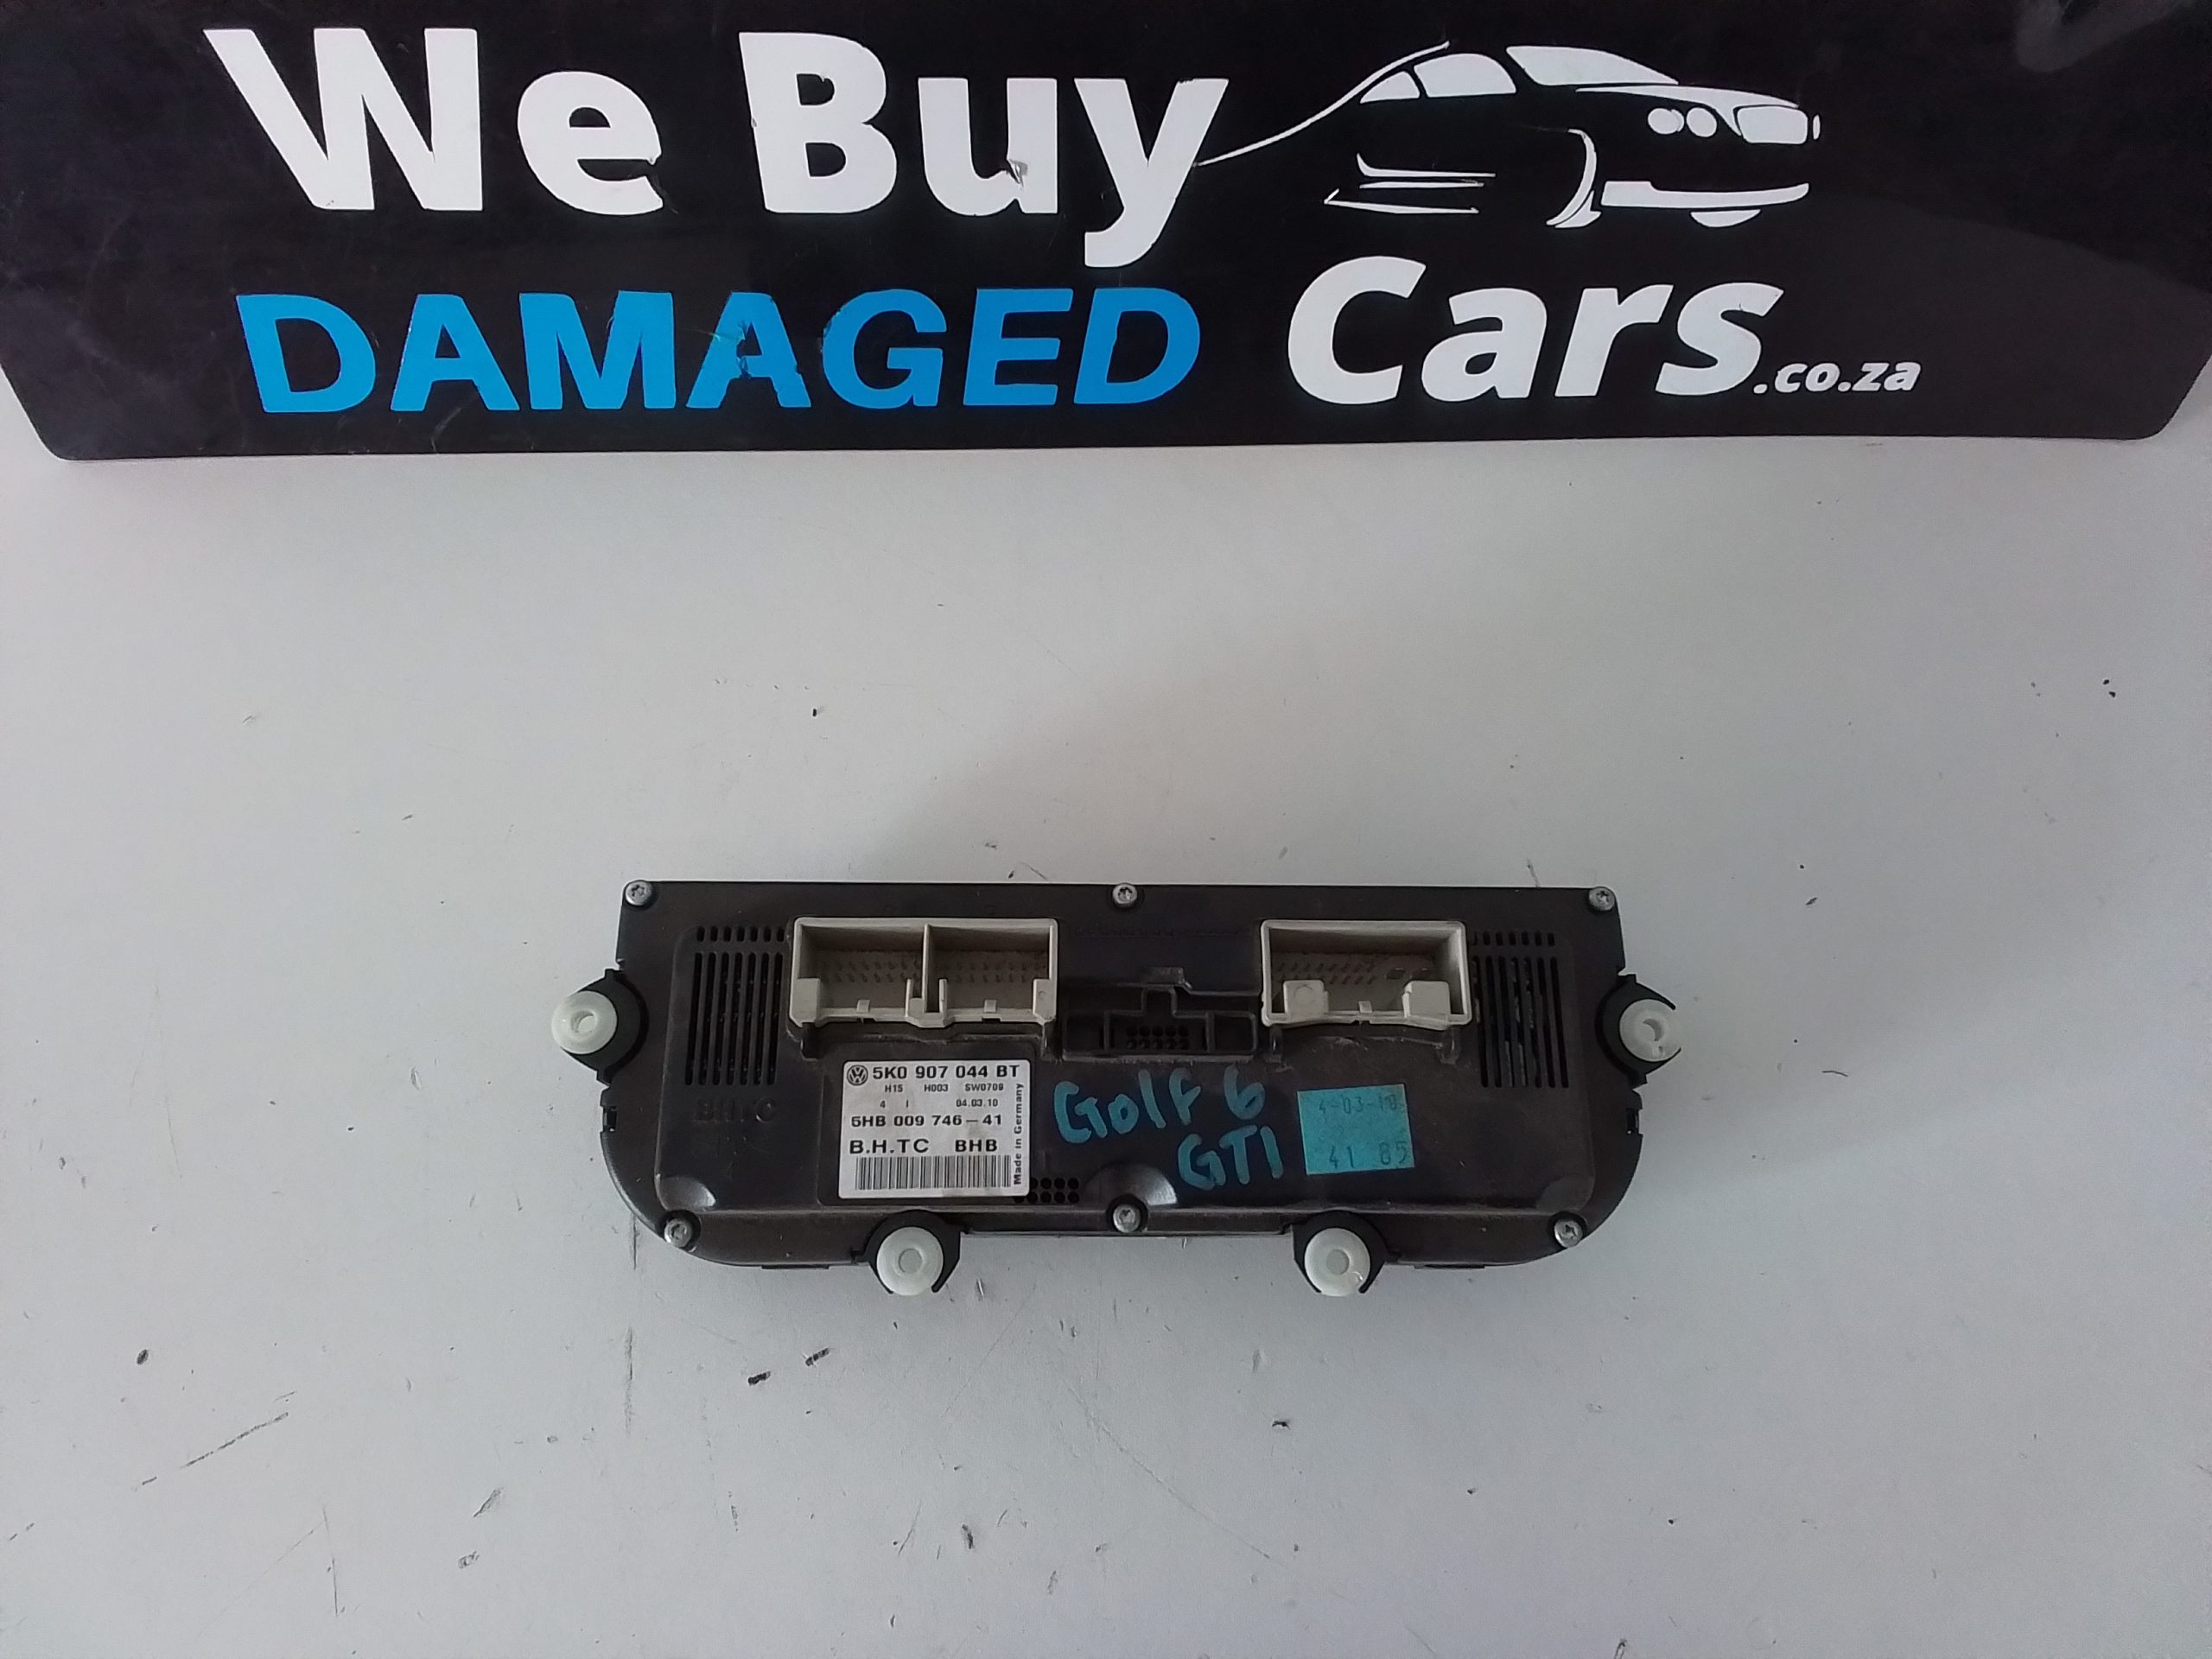 We Buy
DAMAGED Cars.co.za
5K0 907 044 BT
H15 H003 SW0709
4 I 04.03.10
5HB 009 746-41
B.H.TC BHB
Made in Germany
BHTC
Golf 6
GTI
4-03-10
41 85